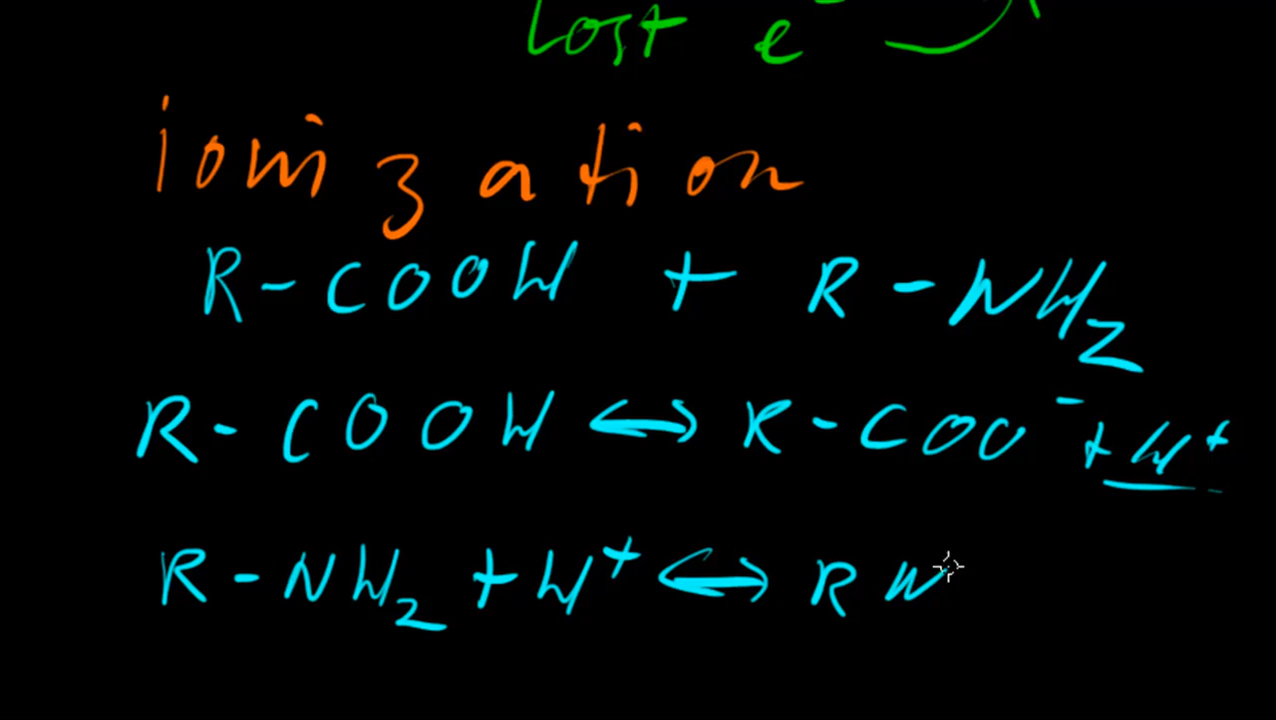 Lost e⁻
ionization
R-COOH + R-NH₂
R-COOH ↔ R-COO⁻ + H⁺
R-NH₂ + H⁺ ↔ RN